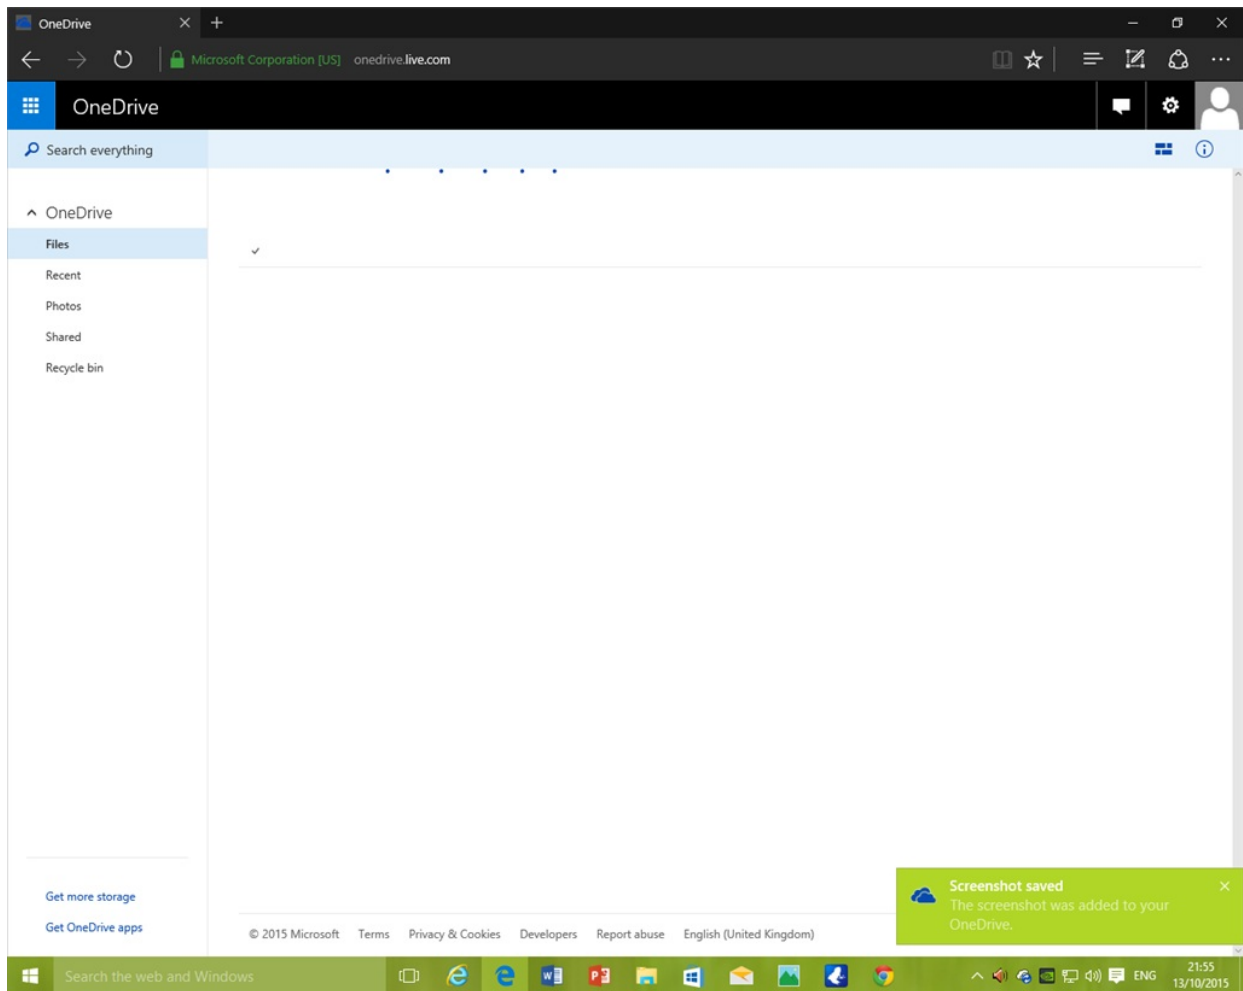 OneDrive
Microsoft Corporation [US] onedrive.live.com
OneDrive
Search everything
OneDrive
Files
Recent
Photos
Shared
Recycle bin
Get more storage
Get OneDrive apps
© 2015 Microsoft Terms Privacy & Cookies Developers Report abuse English (United Kingdom)
Screenshot saved
The screenshot was added to your
OneDrive.
Search the web and Windows
ENG
21:55
13/10/2015